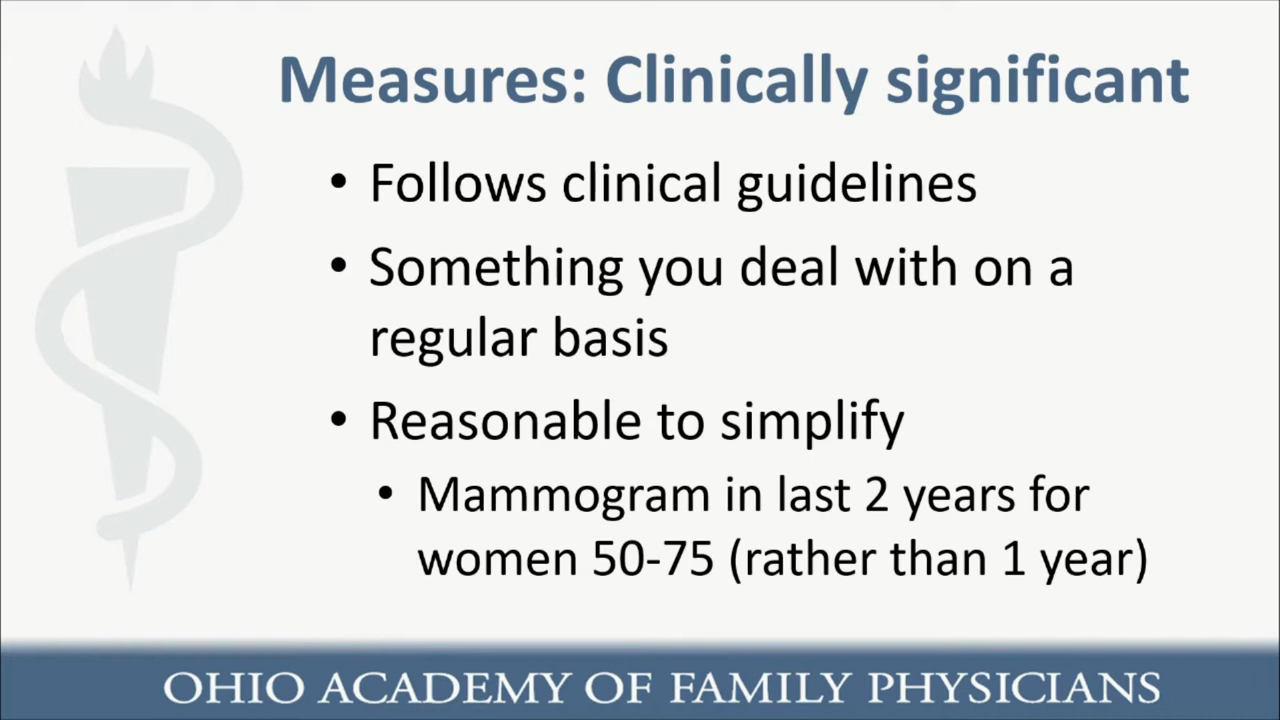 Measures: Clinically significant
• Follows clinical guidelines
• Something you deal with on a
regular basis
• Reasonable to simplify
• Mammogram in last 2 years for
women 50-75 (rather than 1 year)
OHIO ACADEMY OF FAMILY PHYSICIANS